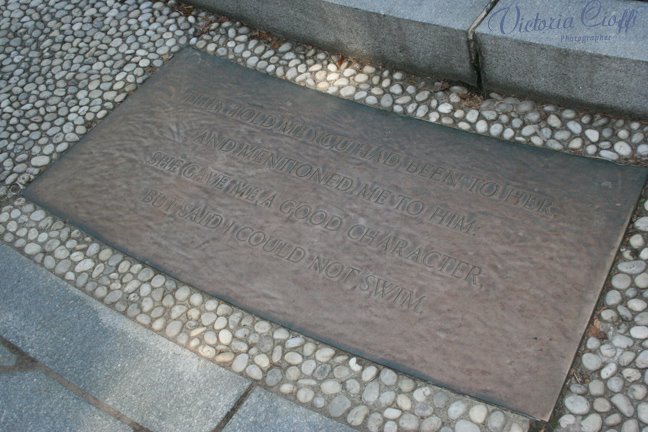 Victoria Cioffi
Photographer
THEY TOLD ME YOU HAD BEEN TO HER,
AND MENTIONED ME TO HIM:
SHE GAVE ME A GOOD CHARACTER,
BUT SAID I COULD NOT SWIM.